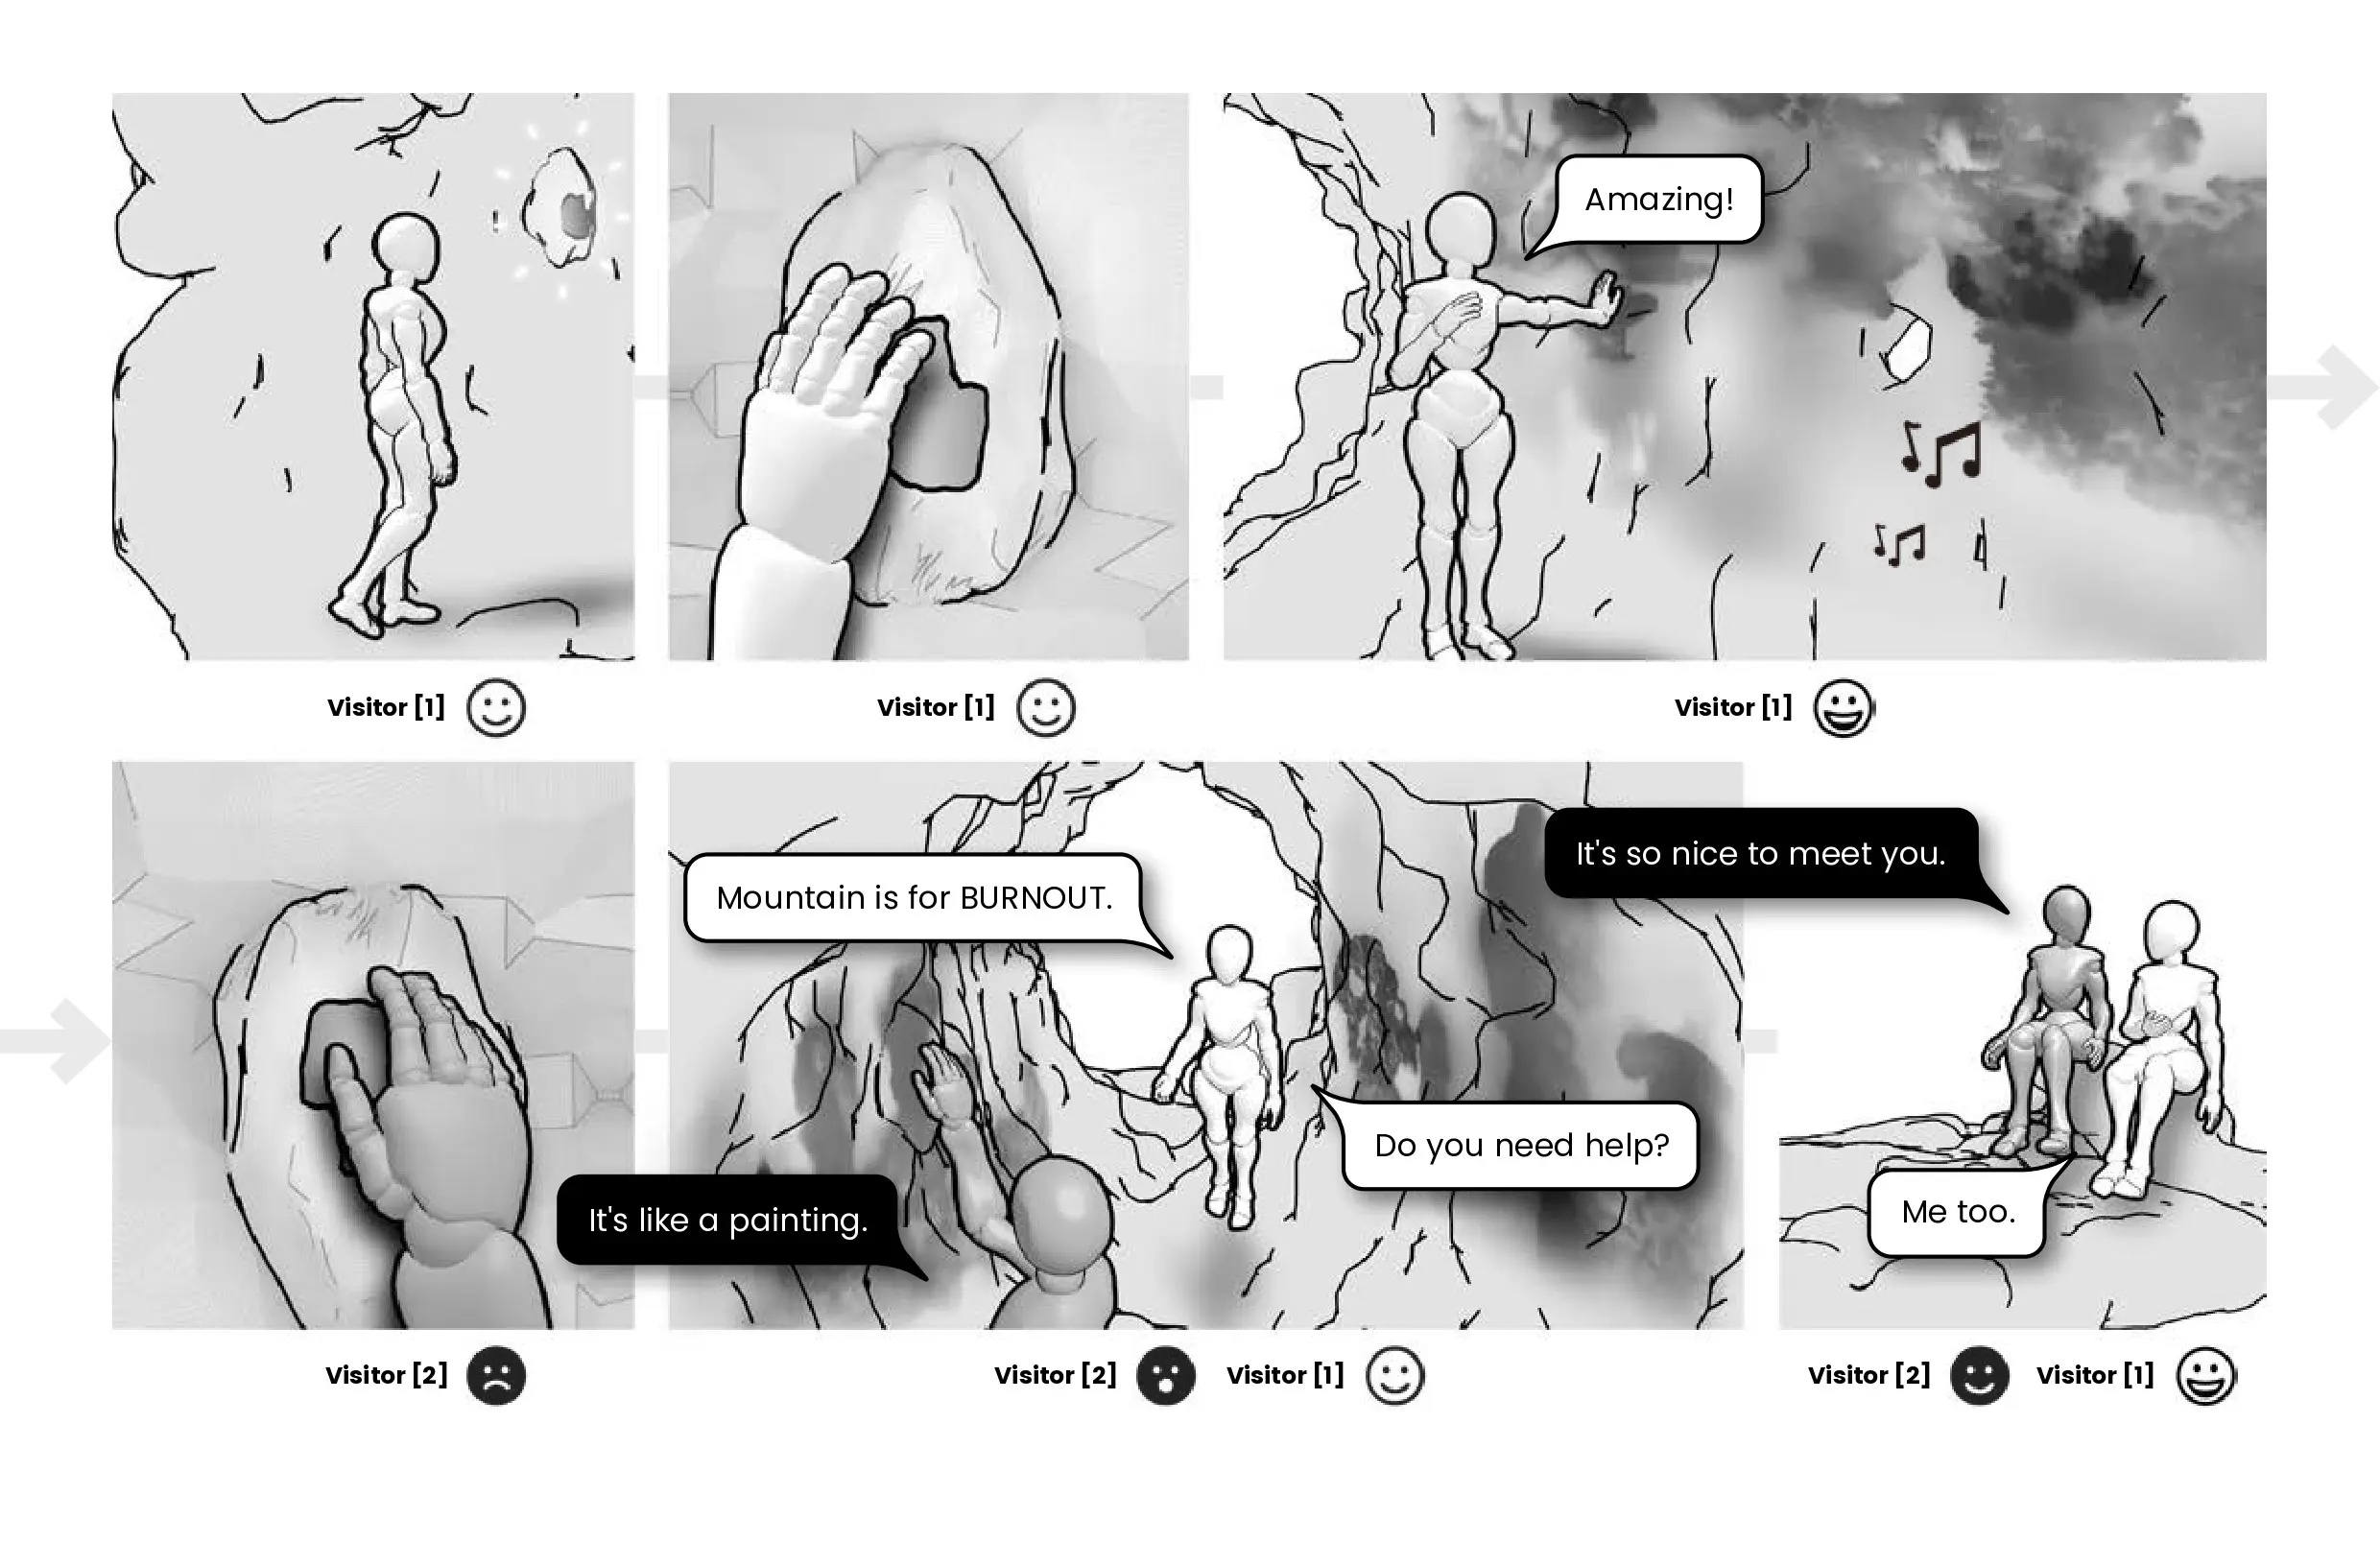 Amazing!
Visitor [1]
Visitor [1]
Visitor [1]
Mountain is for BURNOUT.
It's like a painting.
Do you need help?
It's so nice to meet you.
Me too.
Visitor [2]
Visitor [2]
Visitor [1]
Visitor [2]
Visitor [1]